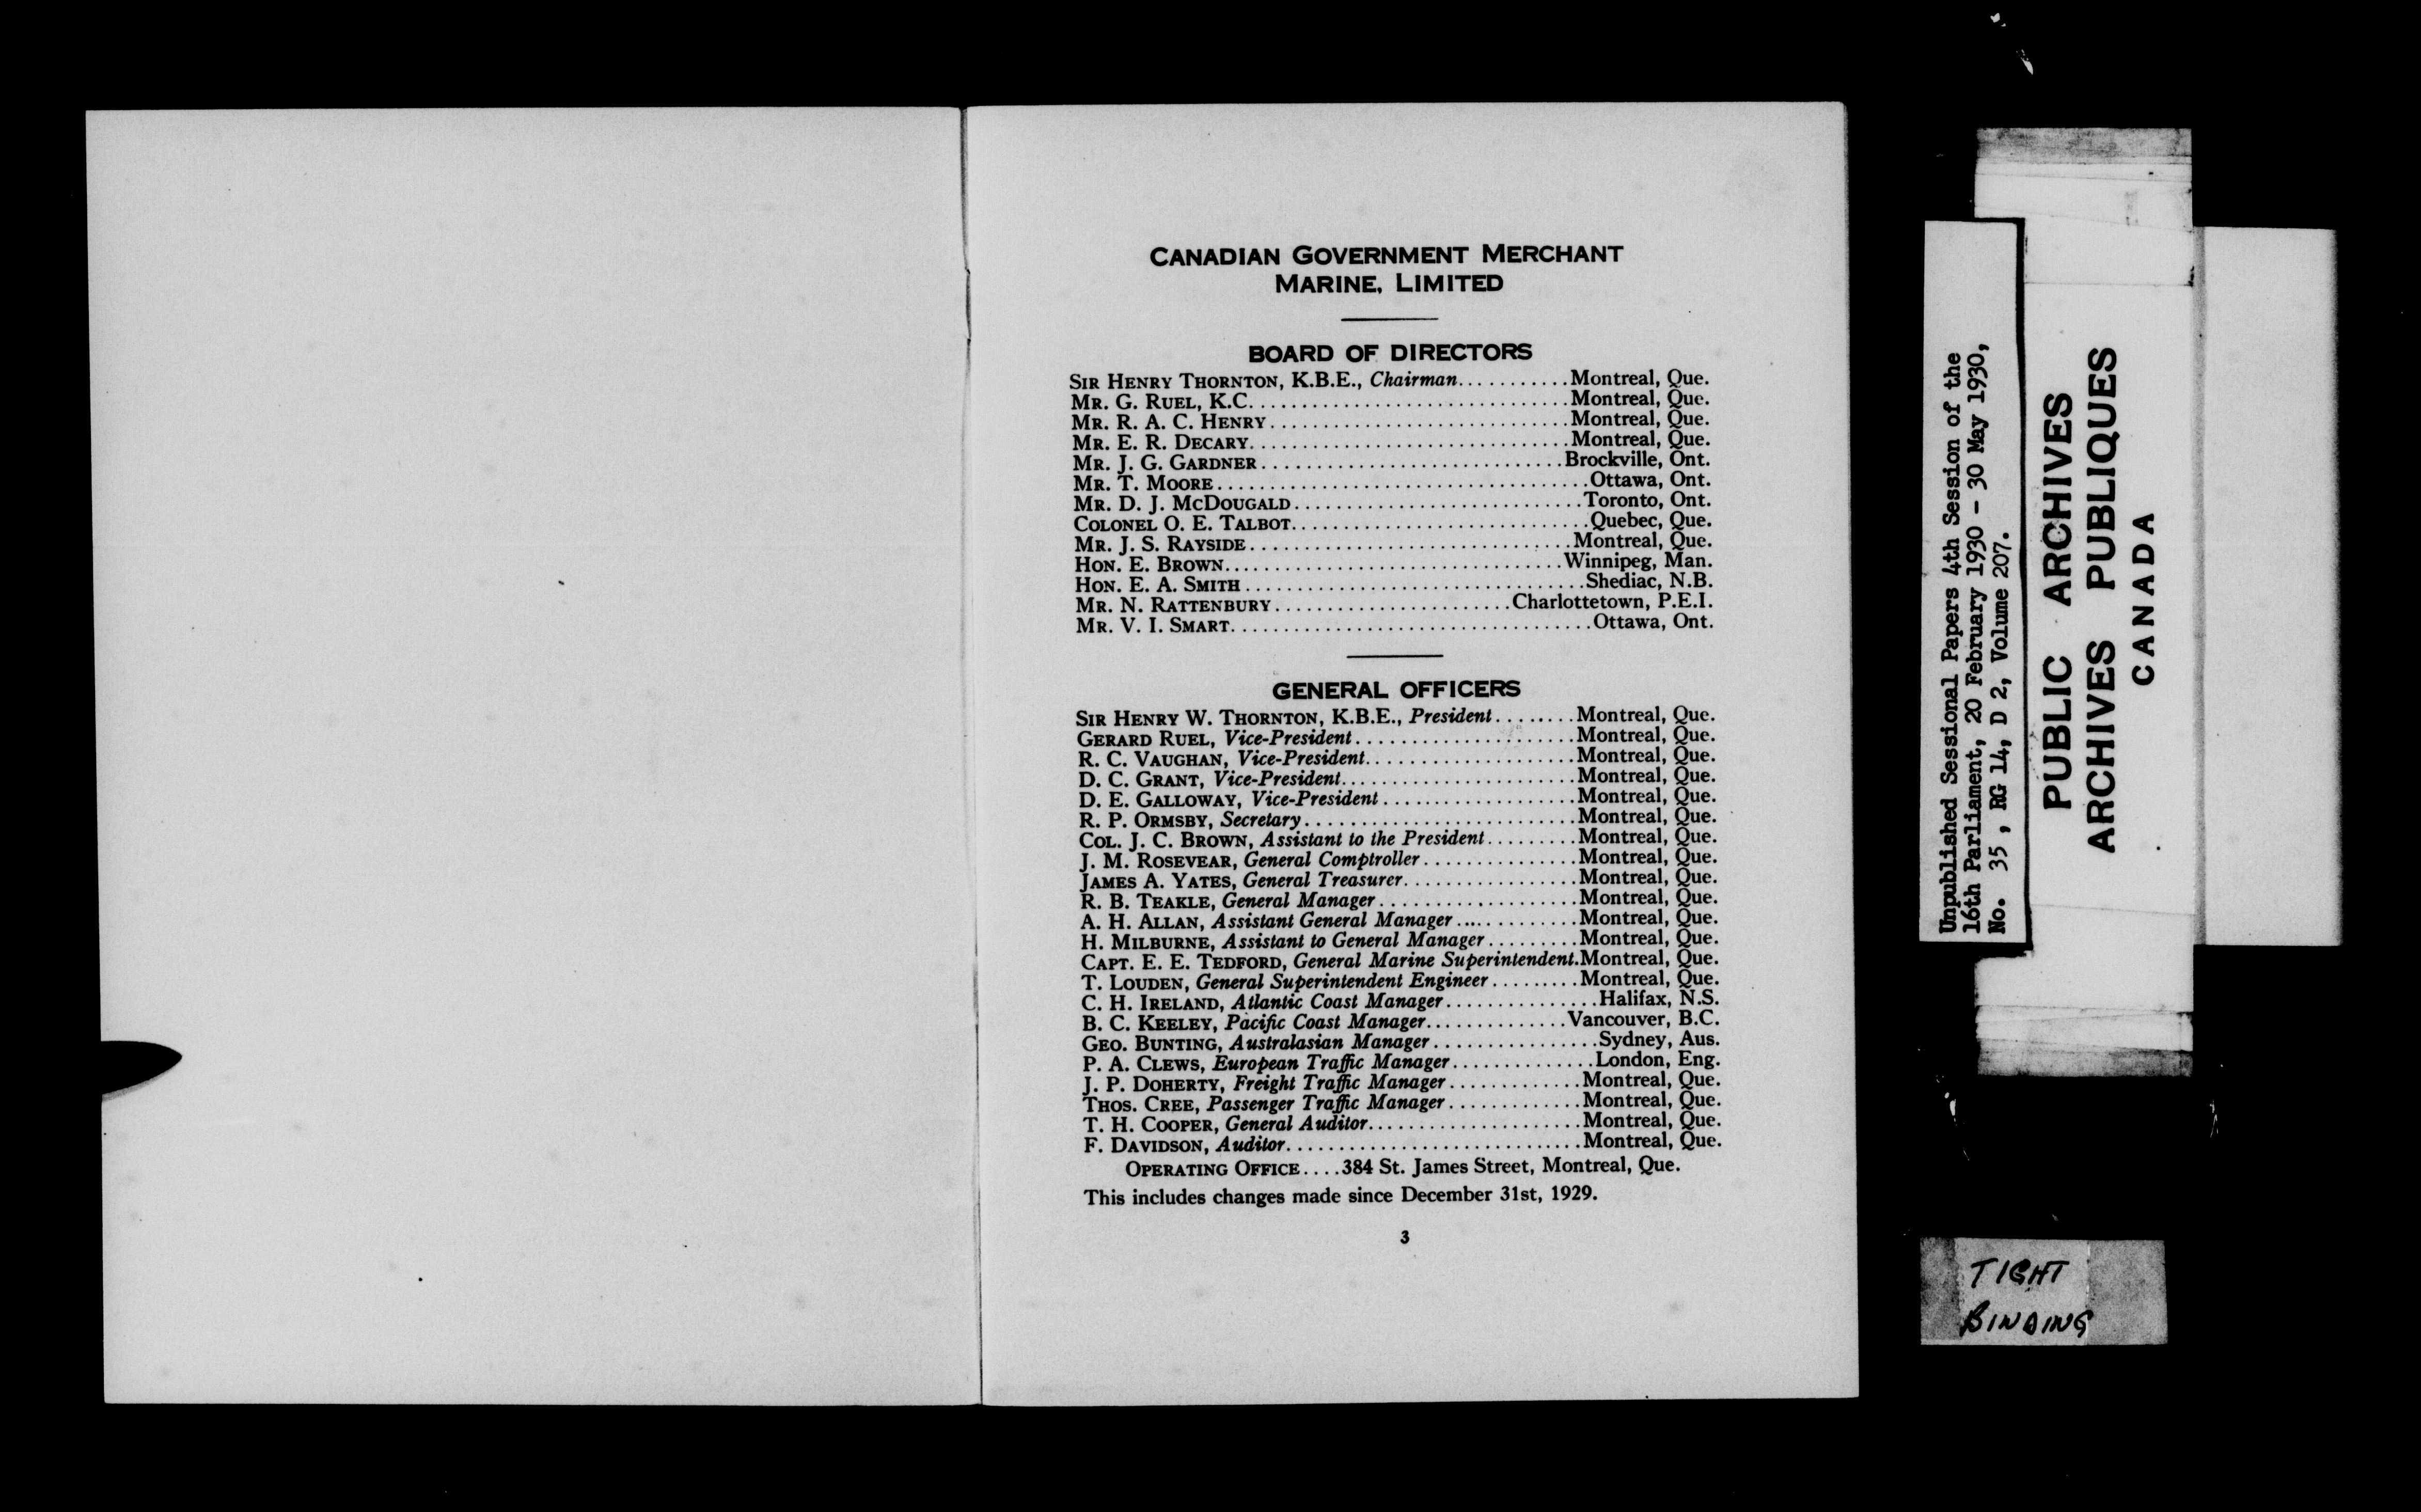 CANADIAN GOVERNMENT MERCHANT
MARINE, LIMITED
BOARD OF DIRECTORS
SIR HENRY THORNTON, K.B.E., Chairman...........Montreal, Que.
MR. G. RUEL, K.C................................Montreal, Que.
MR. R. A. C. HENRY..............................Montreal, Que.
MR. E. R. DECARY................................Montreal, Que.
MR. J. G. GARDNER..............................Brockville, Ont.
MR. T. MOORE....................................Ottawa, Ont.
MR. D. J. MCDOUGALD.............................Toronto, Ont.
COLONEL O. E. TALBOT.............................Quebec, Que.
MR. J. S. RAYSIDE...............................Montreal, Que.
HON. E. BROWN..................................Winnipeg, Man.
HON. E. A. SMITH..................................Shediac, N.B.
MR. N. RATTENBURY.......................Charlottetown, P.E.I.
MR. V. I. SMART...................................Ottawa, Ont.
GENERAL OFFICERS
SIR HENRY W. THORNTON, K.B.E., President........Montreal, Que.
GERARD RUEL, Vice-President.....................Montreal, Que.
R. C. VAUGHAN, Vice-President....................Montreal, Que.
D. C. GRANT, Vice-President.......................Montreal, Que.
D. E. GALLOWAY, Vice-President...................Montreal, Que.
R. P. ORMSBY, Secretary..........................Montreal, Que.
COL. J. C. BROWN, Assistant to the President.........Montreal, Que.
J. M. ROSEVEAR, General Comptroller...............Montreal, Que.
JAMES A. YATES, General Treasurer.................Montreal, Que.
R. B. TEAKLE, General Manager...................Montreal, Que.
A. H. ALLAN, Assistant General Manager............Montreal, Que.
H. MILBURNE, Assistant to General Manager.........Montreal, Que.
CAPT. E. E. TEDFORD, General Marine Superintendent.Montreal, Que.
T. LOUDEN, General Superintendent Engineer.........Montreal, Que.
C. H. IRELAND, Atlantic Coast Manager...............Halifax, N.S.
B. C. KEELEY, Pacific Coast Manager..............Vancouver, B.C.
GEO. BUNTING, Australasian Manager................Sydney, Aus.
P. A. CLEWS, European Traffic Manager..............London, Eng.
J. P. DOHERTY, Freight Traffic Manager.............Montreal, Que.
THOS. CREE, Passenger Traffic Manager.............Montreal, Que.
T. H. COOPER, General Auditor.....................Montreal, Que.
F. DAVIDSON, Auditor............................Montreal, Que.
OPERATING OFFICE....384 St. James Street, Montreal, Que.
This includes changes made since December 31st, 1929.
3
Unpublished Sessional Papers 4th Session of the
16th Parliament, 20 February 1930 - 30 May 1930,
No. 35, RG 14, D 2, Volume 207.
PUBLIC ARCHIVES
ARCHIVES PUBLIQUES
CANADA
TIGHT
BINDING